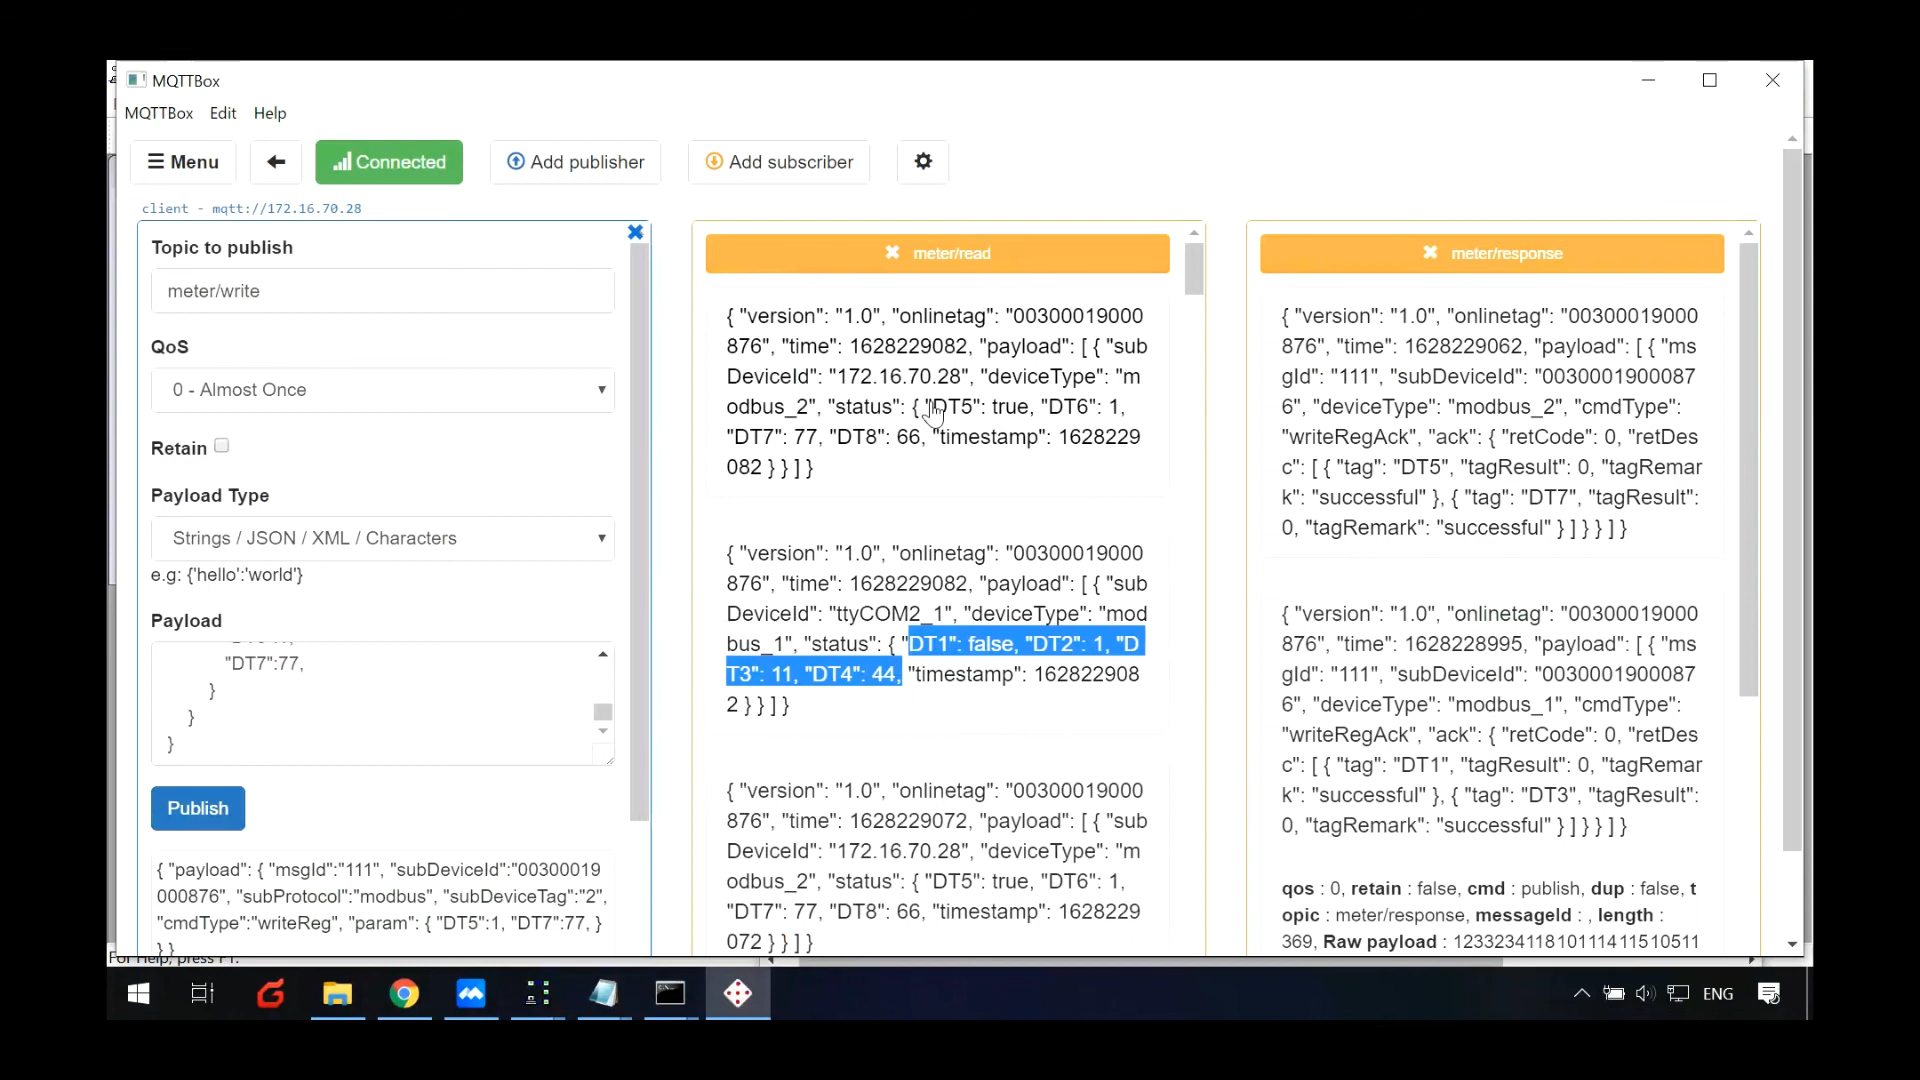 MQTTBox
MQTTBox Edit Help
Menu
Connected
Add publisher
Add subscriber
client - mqtt://172.16.70.28
Topic to publish
meter/write
QoS
0 - Almost Once
Retain
Payload Type
Strings / JSON / XML / Characters
e.g: {'hello':'world'}
Payload
"DT7":77,
}
}
}
Publish
{ "payload": { "msgId":"111", "subDeviceId":"00300019
000876", "subProtocol":"modbus", "subDeviceTag":"2",
"cmdType":"writeReg", "param": { "DT5":1, "DT7":77, }
} }
meter/read
{ "version": "1.0", "onlinetag": "00300019000
876", "time": 1628229082, "payload": [ { "sub
DeviceId": "172.16.70.28", "deviceType": "m
odbus_2", "status": { "DT5": true, "DT6": 1,
"DT7": 77, "DT8": 66, "timestamp": 1628229
082 } } ] }
{ "version": "1.0", "onlinetag": "00300019000
876", "time": 1628229082, "payload": [ { "sub
DeviceId": "ttyCOM2_1", "deviceType": "mod
bus_1", "status": { "DT1": false, "DT2": 1, "D
T3": 11, "DT4": 44, "timestamp": 162822908
2 } } ] }
{ "version": "1.0", "onlinetag": "00300019000
876", "time": 1628229072, "payload": [ { "sub
DeviceId": "172.16.70.28", "deviceType": "m
odbus_2", "status": { "DT5": true, "DT6": 1,
"DT7": 77, "DT8": 66, "timestamp": 1628229
072 } } ] }
meter/response
{ "version": "1.0", "onlinetag": "00300019000
876", "time": 1628229062, "payload": [ { "ms
gId": "111", "subDeviceId": "0030001900087
6", "deviceType": "modbus_2", "cmdType":
"writeRegAck", "ack": { "retCode": 0, "retDes
c": [ { "tag": "DT5", "tagResult": 0, "tagRemar
k": "successful" }, { "tag": "DT7", "tagResult":
0, "tagRemark": "successful" } ] } } ] }
{ "version": "1.0", "onlinetag": "00300019000
876", "time": 1628228995, "payload": [ { "ms
gId": "111", "subDeviceId": "0030001900087
6", "deviceType": "modbus_1", "cmdType":
"writeRegAck", "ack": { "retCode": 0, "retDes
c": [ { "tag": "DT1", "tagResult": 0, "tagRemar
k": "successful" }, { "tag": "DT3", "tagResult":
0, "tagRemark": "successful" } ] } } ] }
qos : 0, retain : false, cmd : publish, dup : false, t
opic : meter/response, messageId : , length :
369, Raw payload : 1233234118101114115105 11
For Help, press F1.
ENG